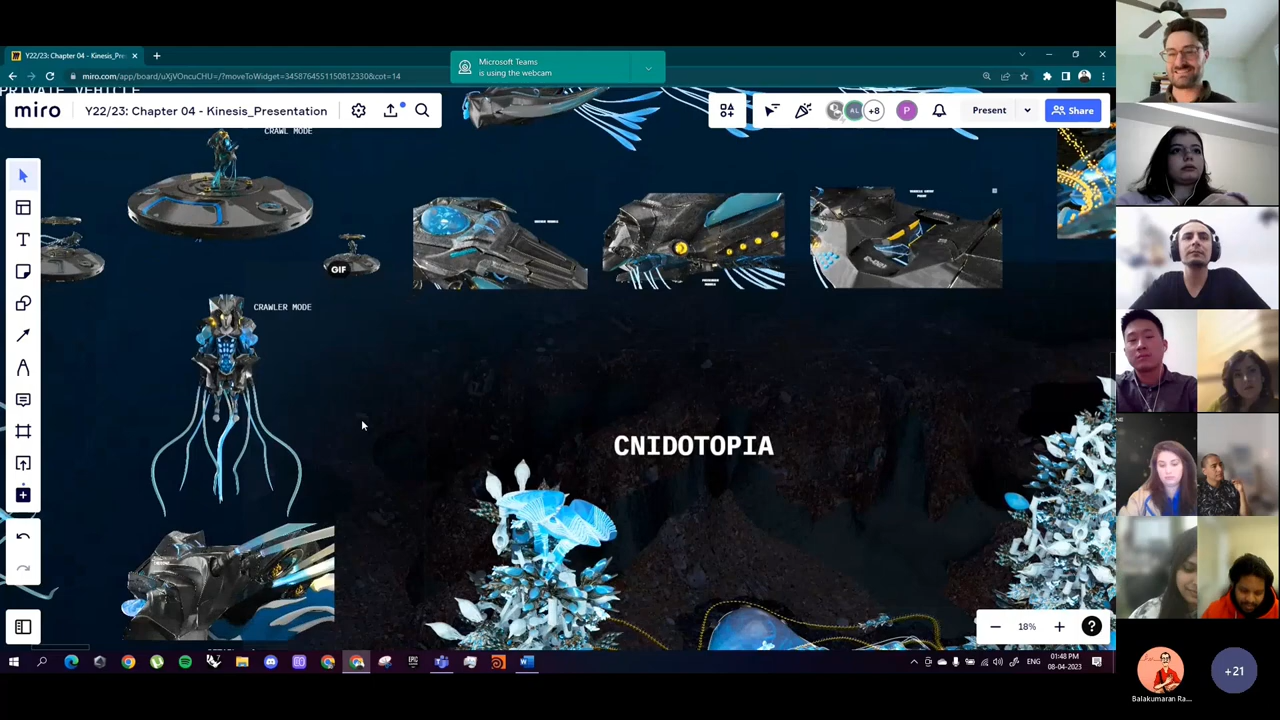 Y22/23: Chapter 04 - Kinesis_Pre
Microsoft Teams
is using the webcam
miro.com/app/board/uXjVOncuCHU=/?moveToWidget=3458764551150812330&cot=14
PRIVATE VEHICLE
miro
Y22/23: Chapter 04 - Kinesis_Presentation
AL
+8
P
Present
Share
CRAWL MODE
GIF
CRAWLER MODE
CNIDOTOPIA
18%
ENG
01:48 PM
08-04-2023
Balakumaran Ra...
+21